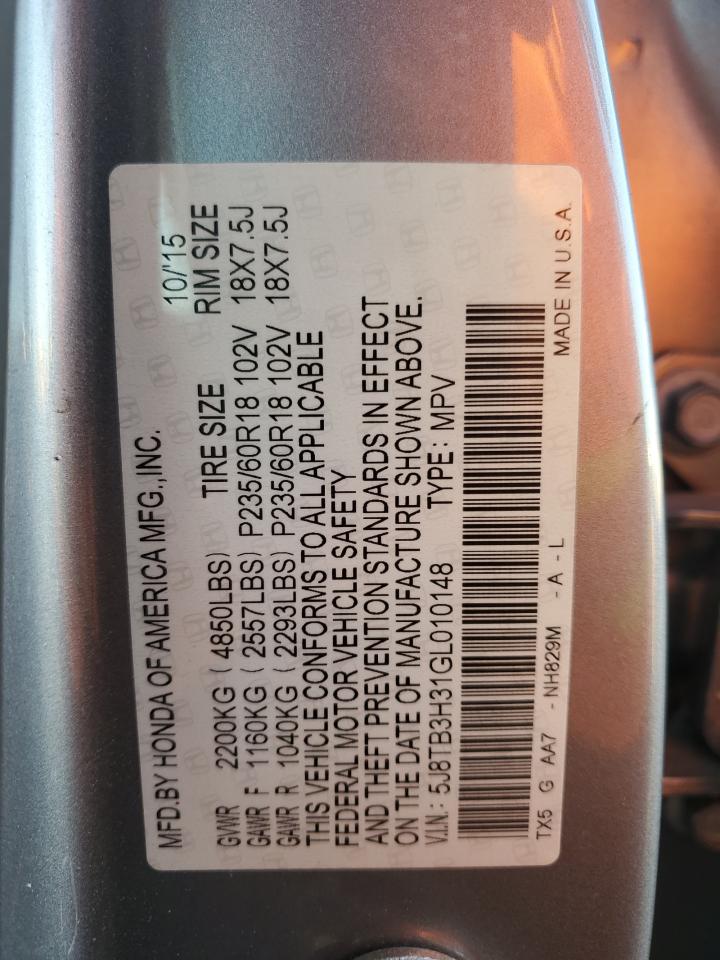 MFD.BY HONDA OF AMERICA MFG.,INC. 10/'15
GVWR 2200KG ( 4850LBS) TIRE SIZE RIM SIZE
GAWR F 1160KG ( 2557LBS) P235/60R18 102V 18X7.5J
GAWR R 1040KG ( 2293LBS) P235/60R18 102V 18X7.5J
THIS VEHICLE CONFORMS TO ALL APPLICABLE
FEDERAL MOTOR VEHICLE SAFETY
AND THEFT PREVENTION STANDARDS IN EFFECT
ON THE DATE OF MANUFACTURE SHOWN ABOVE.
V.I.N.: 5J8TB3H31GL010148 TYPE: MPV
TX5 G AA7 - NH829M - A - L MADE IN U.S.A.